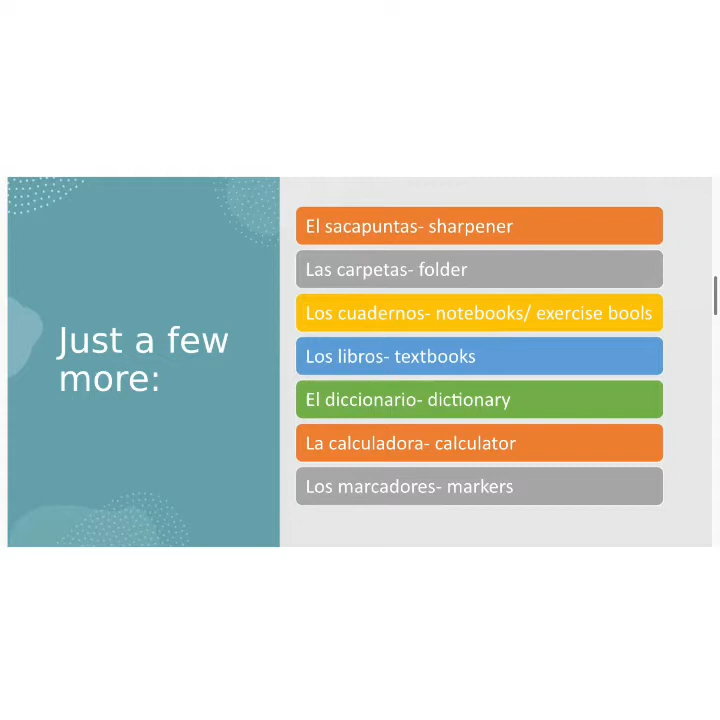 Just a few
more:
El sacapuntas- sharpener
Las carpetas- folder
Los cuadernos- notebooks/ exercise bools
Los libros- textbooks
El diccionario- dictionary
La calculadora- calculator
Los marcadores- markers